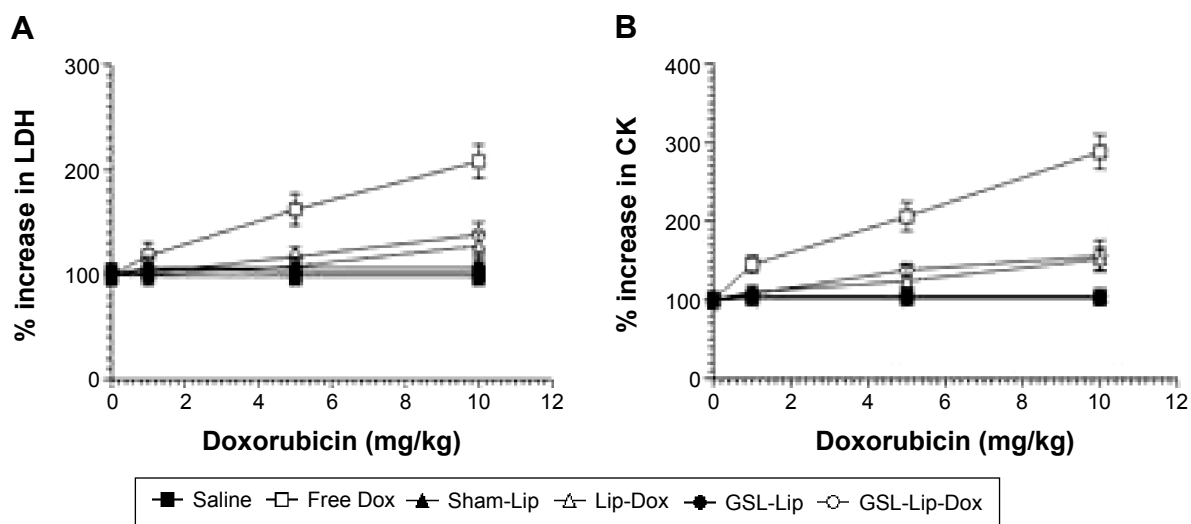 A
300
200
100
0
% increase in LDH
0 2 4 6 8 10 12
Doxorubicin (mg/kg)
B
400
300
200
100
0
% increase in CK
0 2 4 6 8 10 12
Doxorubicin (mg/kg)
Saline Free Dox Sham-Lip Lip-Dox GSL-Lip GSL-Lip-Dox